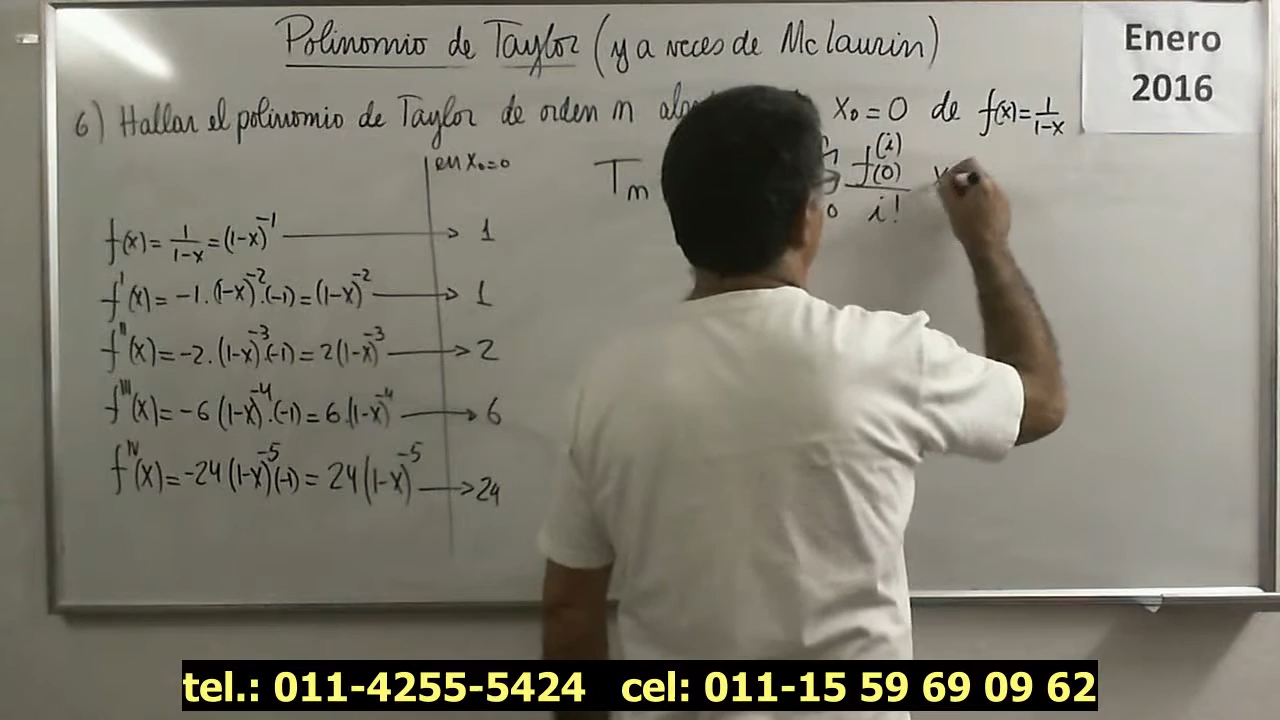 Polinomio de Taylor (y a veces de Mc Laurin)
Enero
2016
6) Hallar el polinomio de Taylor de orden n x₀=0 de f(x)=1/(1-x)
en x₀=0
Tn f⁽ⁱ⁾(0)/i!
0
f(x)=1/(1-x)=(1-x)⁻¹ → 1
f'(x)=-1.(1-x)⁻².(-1)=(1-x)⁻² → 1
f''(x)=-2.(1-x)⁻³.(-1)=2(1-x)⁻³ → 2
f'''(x)=-6(1-x)⁻⁴.(-1)=6.(1-x)⁻⁴ → 6
fᴵⱽ(x)=-24(1-x)⁻⁵(-1)=24(1-x)⁻⁵ → 24
tel.: 011-4255-5424 cel: 011-15 59 69 09 62